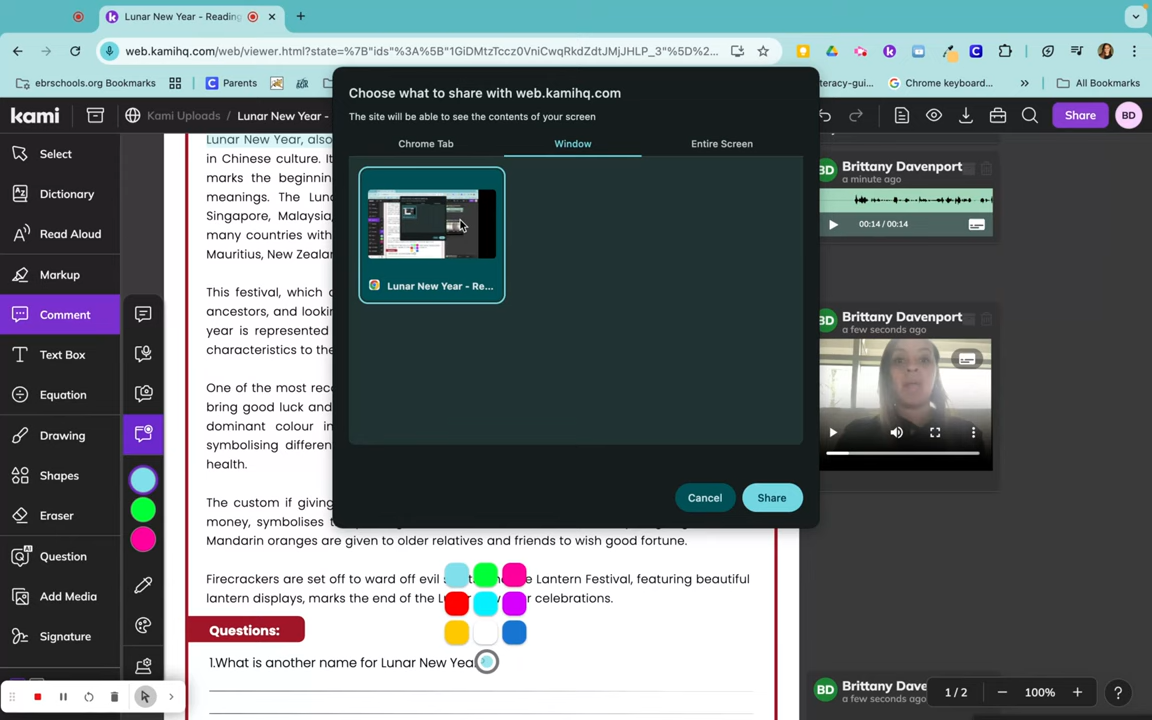 Lunar New Year - Reading
web.kamihq.com/web/viewer.html?state=%7B"ids"%3A%5B"1GiDMtzTccz0VniCwqRkdZdtJMjJHLP_3"%5D%2C"...
ebrschools.org Bookmarks
Parents
Chrome keyboard...
All Bookmarks
kami
Kami Uploads / Lunar New Year -
Share
BD
Choose what to share with web.kamihq.com
The site will be able to see the contents of your screen
Chrome Tab
Window
Entire Screen
Lunar New Year - Re...
Cancel
Share
Select
Dictionary
Read Aloud
Markup
Comment
Text Box
Equation
Drawing
Shapes
Eraser
Question
Add Media
Signature
Lunar New Year, also
in Chinese culture. It
marks the beginnin
meanings. The Lun
Singapore, Malaysia,
many countries with
Mauritius, New Zealan
This festival, which c
ancestors, and looki
year is represented
characteristics to the
One of the most reco
bring good luck and
dominant colour in
symbolising differen
health.
The custom if giving
money, symbolises t
Mandarin oranges are given to older relatives and friends to wish good fortune.
Firecrackers are set off to ward off evil s Lantern Festival, featuring beautiful
lantern displays, marks the end of the L r celebrations.
Questions:
1.What is another name for Lunar New Yea
BD
Brittany Davenport
a minute ago
00:14 / 00:14
BD
Brittany Davenport
a few seconds ago
BD
Brittany Dave
a few seconds
1 / 2
100%